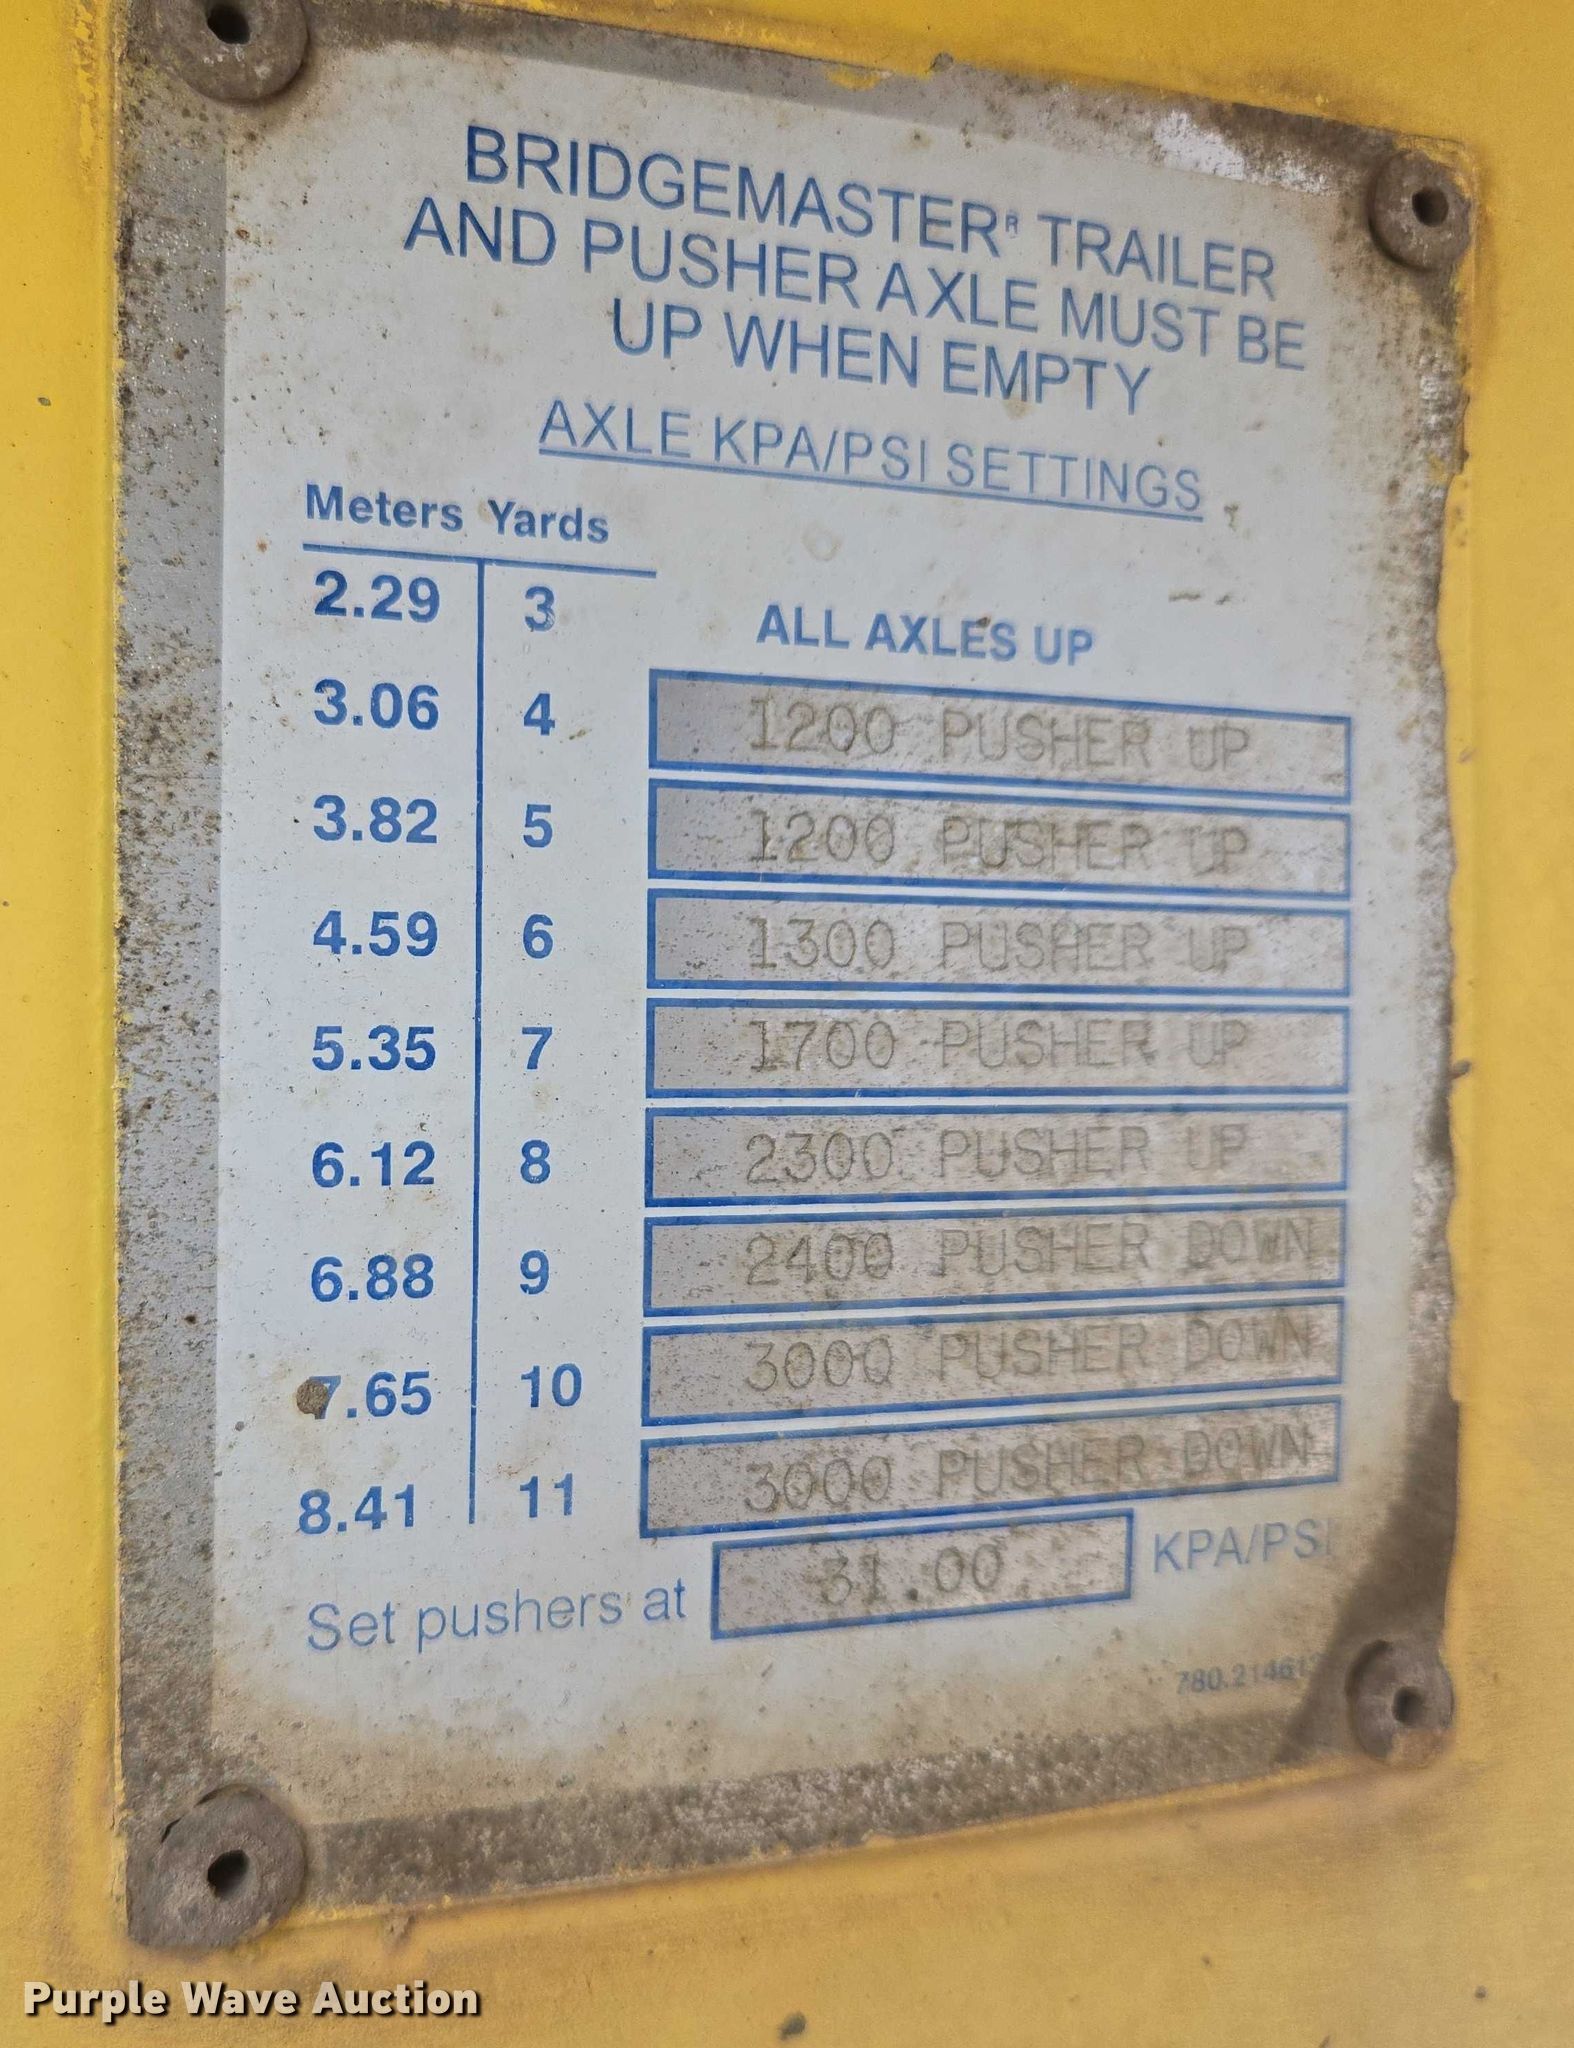 BRIDGEMASTER® TRAILER
AND PUSHER AXLE MUST BE
UP WHEN EMPTY
AXLE KPA/PSI SETTINGS
Meters Yards
2.29 3 ALL AXLES UP
3.06 4 1200 PUSHER UP
3.82 5 1200 PUSHER UP
4.59 6 1300 PUSHER UP
5.35 7 1700 PUSHER UP
6.12 8 2300 PUSHER UP
6.88 9 2400 PUSHER DOWN
7.65 10 3000 PUSHER DOWN
8.41 11 3000 PUSHER DOWN
Set pushers at 31.00 KPA/PSI
Purple Wave Auction